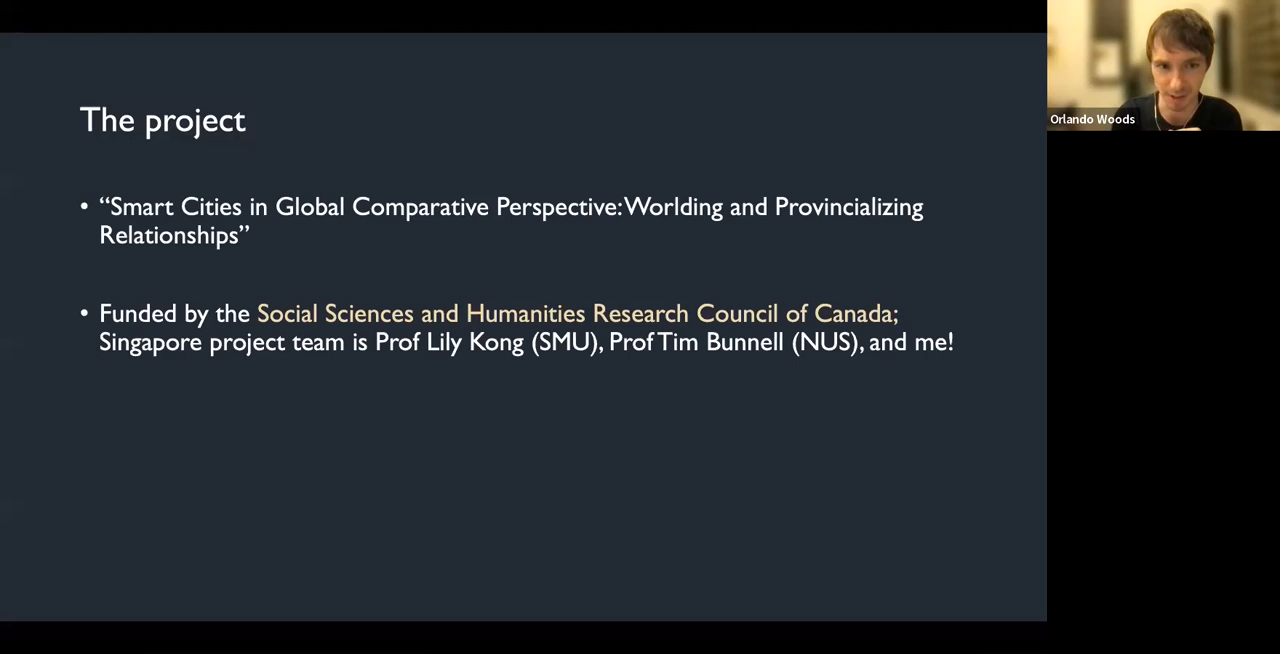 The project
• “Smart Cities in Global Comparative Perspective: Worlding and Provincializing
Relationships”
• Funded by the Social Sciences and Humanities Research Council of Canada;
Singapore project team is Prof Lily Kong (SMU), Prof Tim Bunnell (NUS), and me!
Orlando Woods